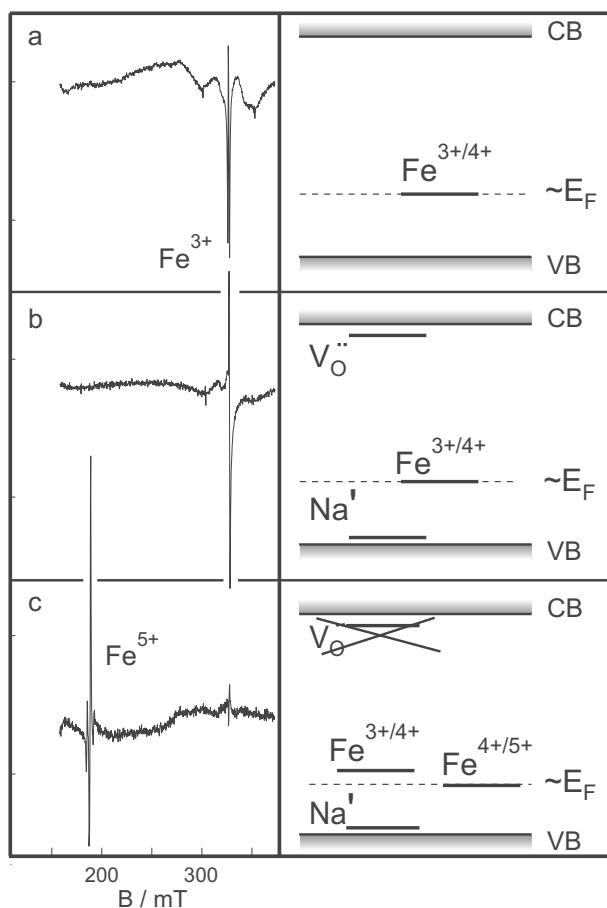 a
CB
Fe3+/4+
~EF
Fe3+
VB
b
CB
VO¨
Fe3+/4+
~EF
Na'
VB
c
CB
Fe5+
VO¨
Fe3+/4+
Fe4+/5+
~EF
Na'
VB
200 300
B / mT